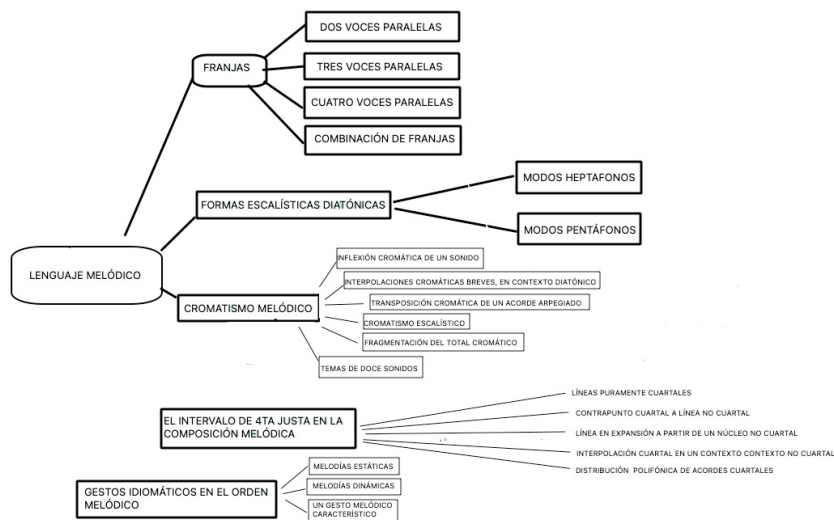 DOS VOCES PARALELAS
FRANJAS
TRES VOCES PARALELAS
CUATRO VOCES PARALELAS
COMBINACIÓN DE FRANJAS
MODOS HEPTAFONOS
FORMAS ESCALÍSTICAS DIATÓNICAS
MODOS PENTÁFONOS
LENGUAJE MELÓDICO
INFLEXIÓN CROMÁTICA DE UN SONIDO
INTERPOLACIONES CROMÁTICAS BREVES, EN CONTEXTO DIATÓNICO
CROMATISMO MELÓDICO
TRANSPOSICIÓN CROMÁTICA DE UN ACORDE ARPEGIADO
CROMATISMO ESCALÍSTICO
FRAGMENTACIÓN DEL TOTAL CROMÁTICO
TEMAS DE DOCE SONIDOS
EL INTERVALO DE 4TA JUSTA EN LA
COMPOSICIÓN MELÓDICA
LÍNEAS PURAMENTE CUARTALES
CONTRAPUNTO CUARTAL A LÍNEA NO CUARTAL
LÍNEA EN EXPANSIÓN A PARTIR DE UN NÚCLEO NO CUARTAL
INTERPOLACIÓN CUARTAL EN UN CONTEXTO CONTEXTO NO CUARTAL
DISTRIBUCIÓN POLIFÓNICA DE ACORDES CUARTALES
GESTOS IDIOMÁTICOS EN EL ORDEN
MELÓDICO
MELODÍAS ESTÁTICAS
MELODÍAS DINÁMICAS
UN GESTO MELÓDICO
CARACTERÍSTICO